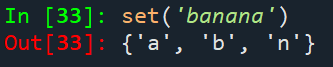 In [33]: set('banana')
Out[33]: {'a', 'b', 'n'}